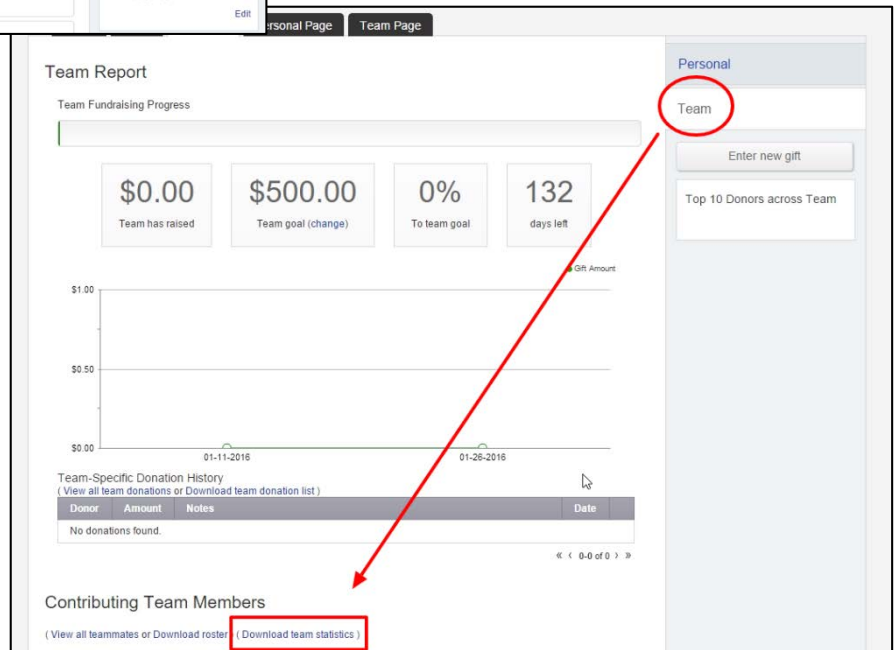 Edit
Personal Page Team Page
Team Report
Team Fundraising Progress
$0.00
Team has raised
$500.00
Team goal (change)
0%
To team goal
132
days left
Gift Amount
$1.00
$0.50
$0.00
01-11-2016
01-26-2016
Team-Specific Donation History
( View all team donations or Download team donation list )
Donor Amount Notes Date
No donations found.
« ‹ 0-0 of 0 › »
Contributing Team Members
( View all teammates or Download roster ( Download team statistics )
Personal
Team
Enter new gift
Top 10 Donors across Team